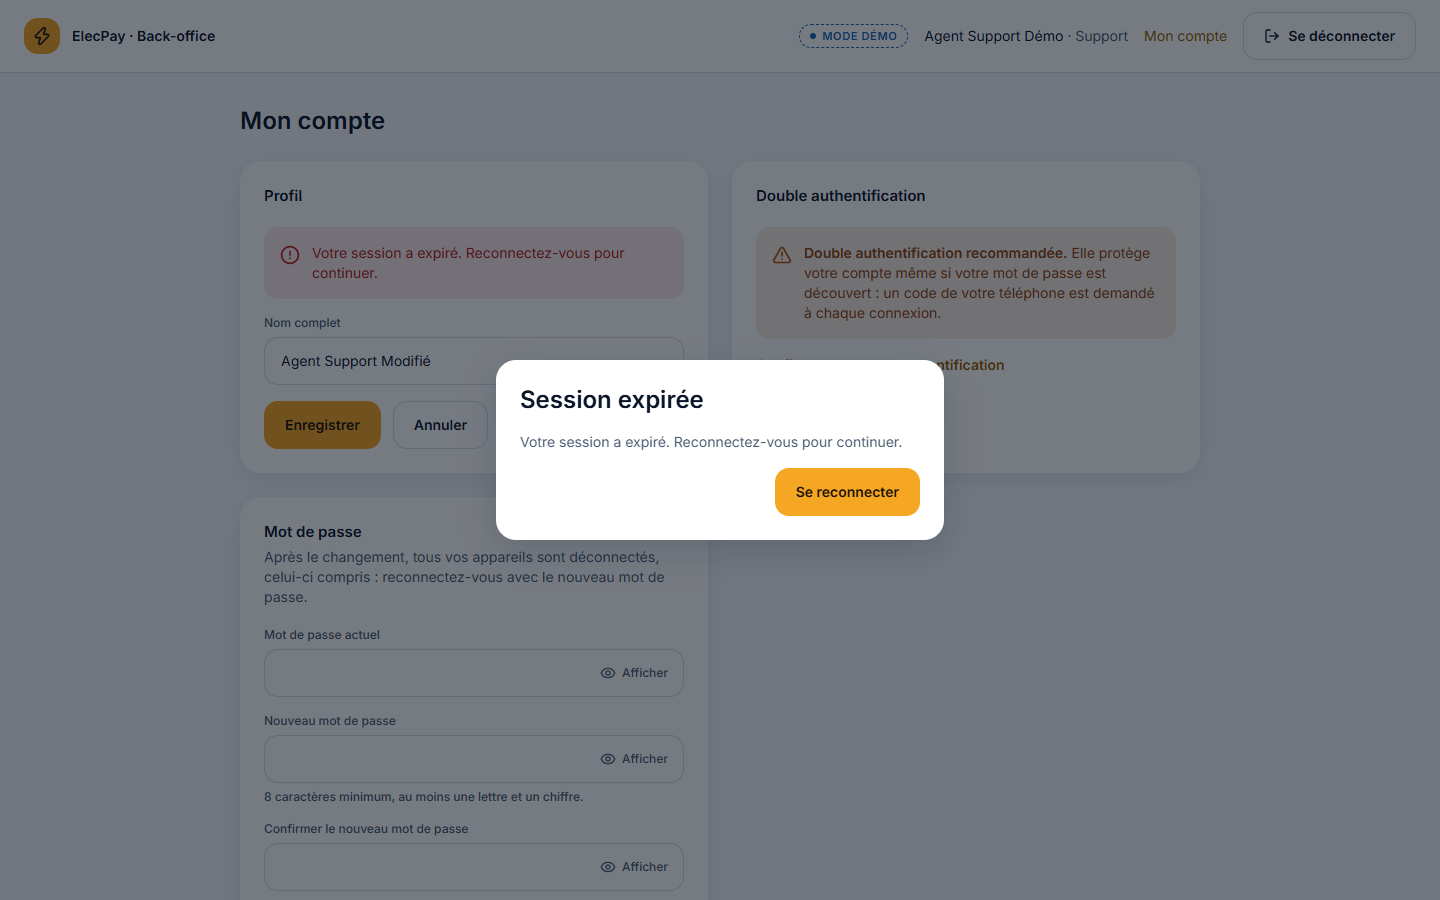 ElecPay · Back-office
MODE DÉMO
Agent Support Démo · Support
Mon compte
Se déconnecter
Mon compte
Profil
Votre session a expiré. Reconnectez-vous pour
continuer.
Nom complet
Agent Support Modifié
Enregistrer
Annuler
Double authentification
Double authentification recommandée. Elle protège
votre compte même si votre mot de passe est
découvert : un code de votre téléphone est demandé
à chaque connexion.
Session expirée
Votre session a expiré. Reconnectez-vous pour continuer.
Se reconnecter
Mot de passe
Après le changement, tous vos appareils sont déconnectés,
celui-ci compris : reconnectez-vous avec le nouveau mot de
passe.
Mot de passe actuel
Afficher
Nouveau mot de passe
Afficher
8 caractères minimum, au moins une lettre et un chiffre.
Confirmer le nouveau mot de passe
Afficher